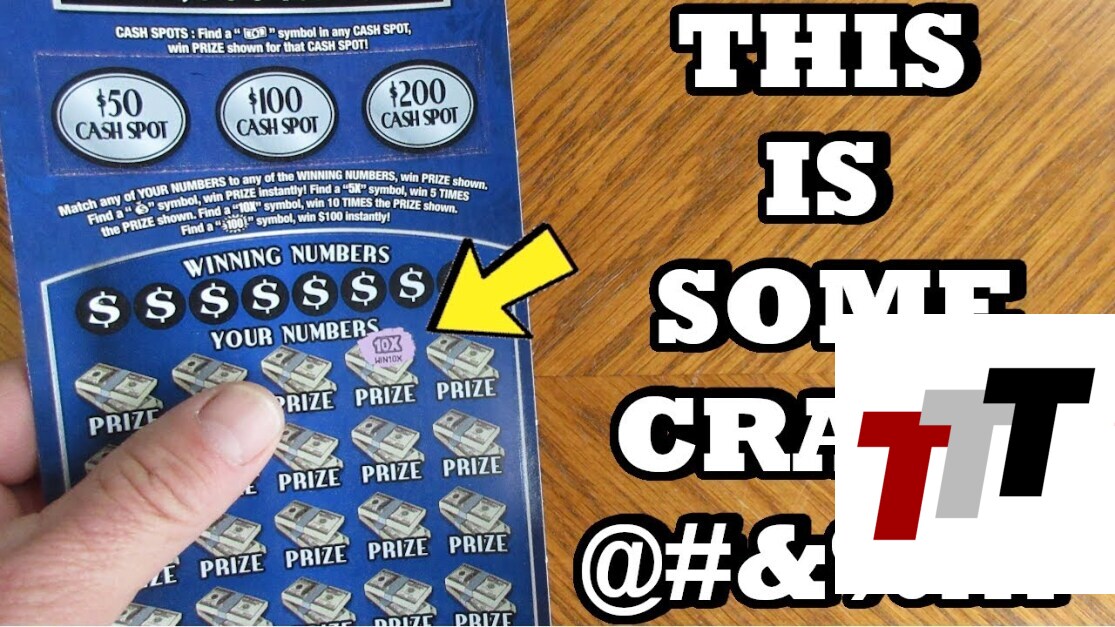 CASH SPOTS : Find a " " symbol in any CASH SPOT,
win PRIZE shown for that CASH SPOT!
$50
CASH SPOT
$100
CASH SPOT
$200
CASH SPOT
Match any of YOUR NUMBERS to any of the WINNING NUMBERS, win PRIZE shown.
Find a " " symbol, win PRIZE instantly! Find a "5X" symbol, win 5 TIMES
the PRIZE shown. Find a "10X" symbol, win 10 TIMES the PRIZE shown.
Find a "$100" symbol, win $100 instantly!
WINNING NUMBERS
$ $ $ $ $ $ $
YOUR NUMBERS
10X
WIN10X
PRIZE PRIZE PRIZE PRIZE
PRIZE PRIZE PRIZE
PRIZE PRIZE PRIZE PRIZE
THIS
IS
SOME
CRA
@#&
TTT